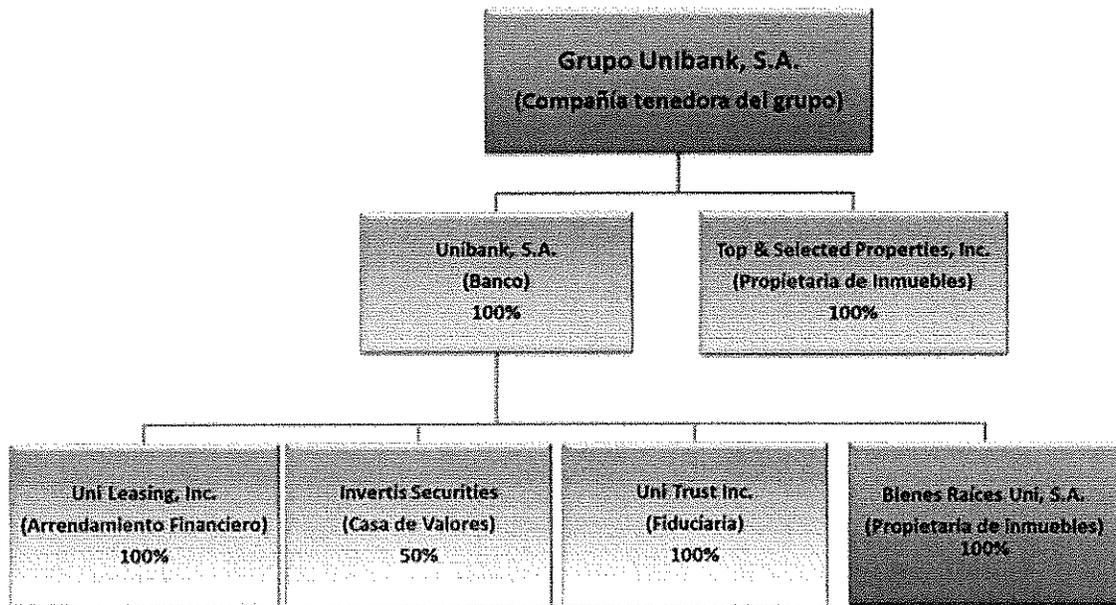 Grupo Unibank, S.A.
(Compañía tenedora del grupo)
Unibank, S.A.
(Banco)
100%
Top & Selected Properties, Inc.
(Propietaria de Inmuebles)
100%
Uni Leasing, Inc.
(Arrendamiento Financiero)
100%
Invertis Securities
(Casa de Valores)
50%
Uni Trust Inc.
(Fiduciaria)
100%
Bienes Raíces Uni, S.A.
(Propietaria de Inmuebles)
100%